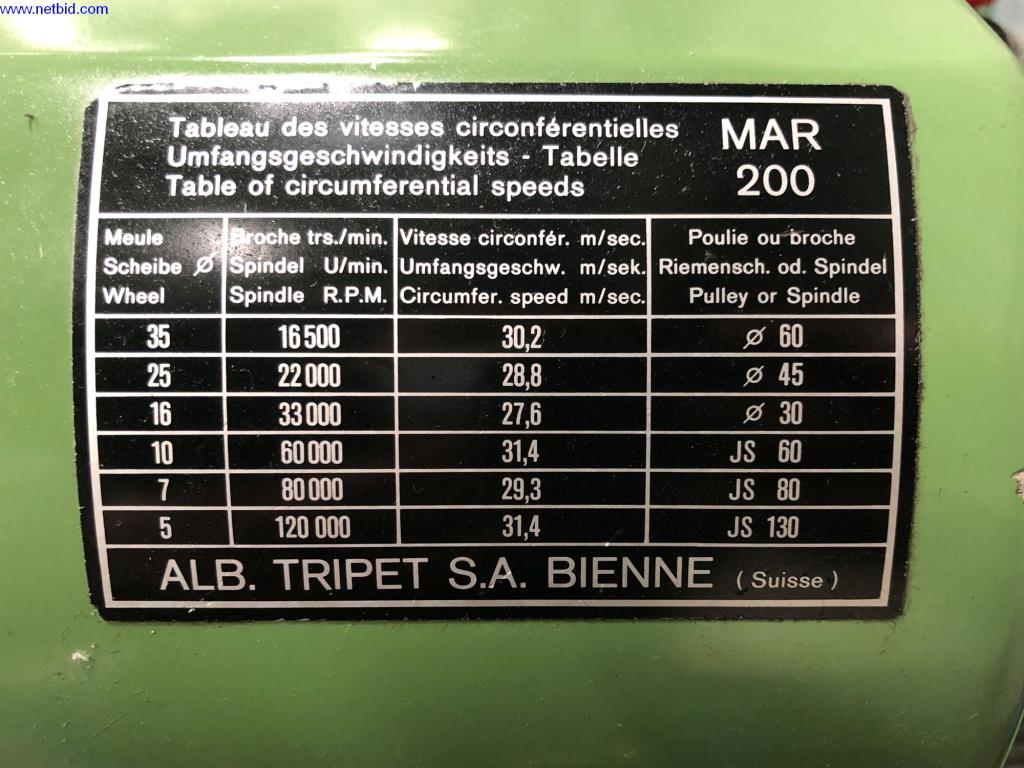 www.netbid.com
Tableau des vitesses circonférentielles
Umfangsgeschwindigkeits - Tabelle
Table of circumferential speeds
MAR
200
Meule Broche trs./min. Vitesse circonfér. m/sec. Poulie ou broche
Scheibe Ø Spindel U/min. Umfangsgeschw. m/sek. Riemensch. od. Spindel
Wheel Spindle R.P.M. Circumfer. speed m/sec. Pulley or Spindle
35 16 500 30,2 Ø 60
25 22 000 28,8 Ø 45
16 33 000 27,6 Ø 30
10 60 000 31,4 JS 60
7 80 000 29,3 JS 80
5 120 000 31,4 JS 130
ALB. TRIPET S.A. BIENNE (Suisse)